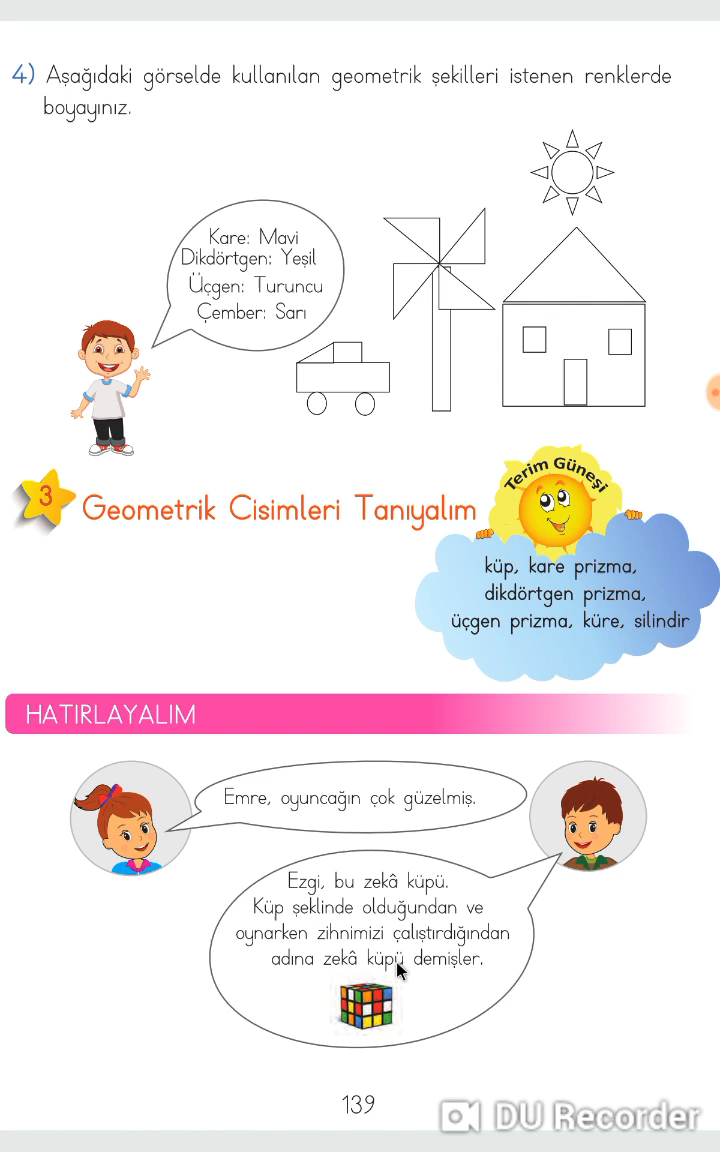 4) Aşağıdaki görselde kullanılan geometrik şekilleri istenen renklerde
boyayınız.
Kare: Mavi
Dikdörtgen: Yeşil
Üçgen: Turuncu
Çember: Sarı
3 Geometrik Cisimleri Tanıyalım
Terim Güneşi
küp, kare prizma,
dikdörtgen prizma,
üçgen prizma, küre, silindir
HATIRLAYALIM
Emre, oyuncağın çok güzelmiş.
Ezgi, bu zekâ küpü.
Küp şeklinde olduğundan ve
oynarken zihnimizi çalıştırdığından
adına zekâ küpü demişler.
139
DU Recorder